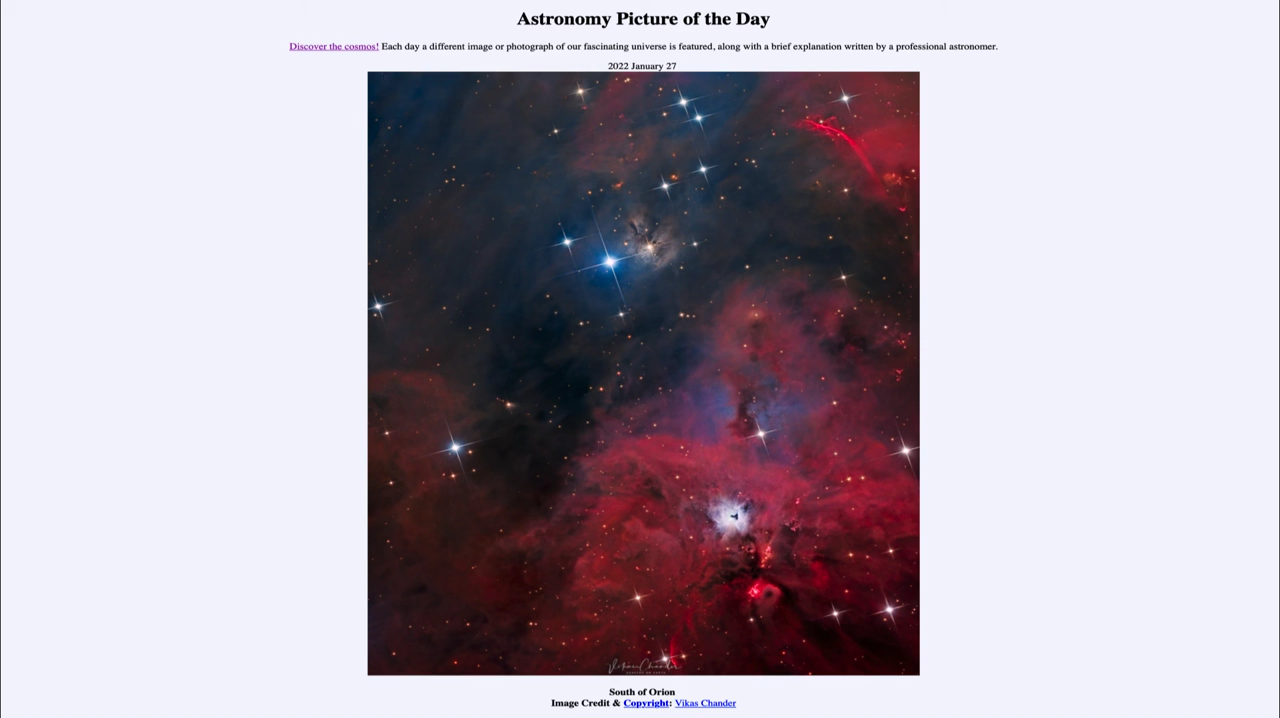 Astronomy Picture of the Day
Discover the cosmos! Each day a different image or photograph of our fascinating universe is featured, along with a brief explanation written by a professional astronomer.
2022 January 27
Vikas Chander
South of Orion
Image Credit & Copyright: Vikas Chander